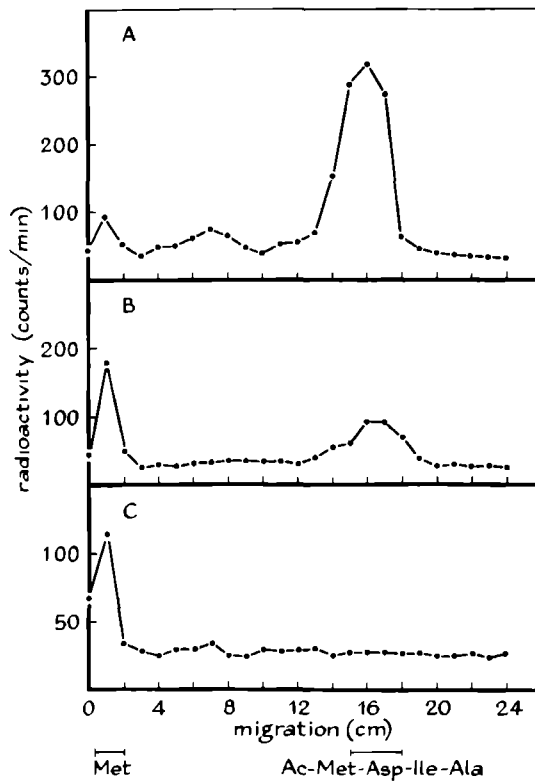 A
300
200
100
B
200
100
C
100
50
radioactivity (counts/min)
0 4 8 12 16 20 24
migration (cm)
Met Ac-Met-Asp-Ile-Ala